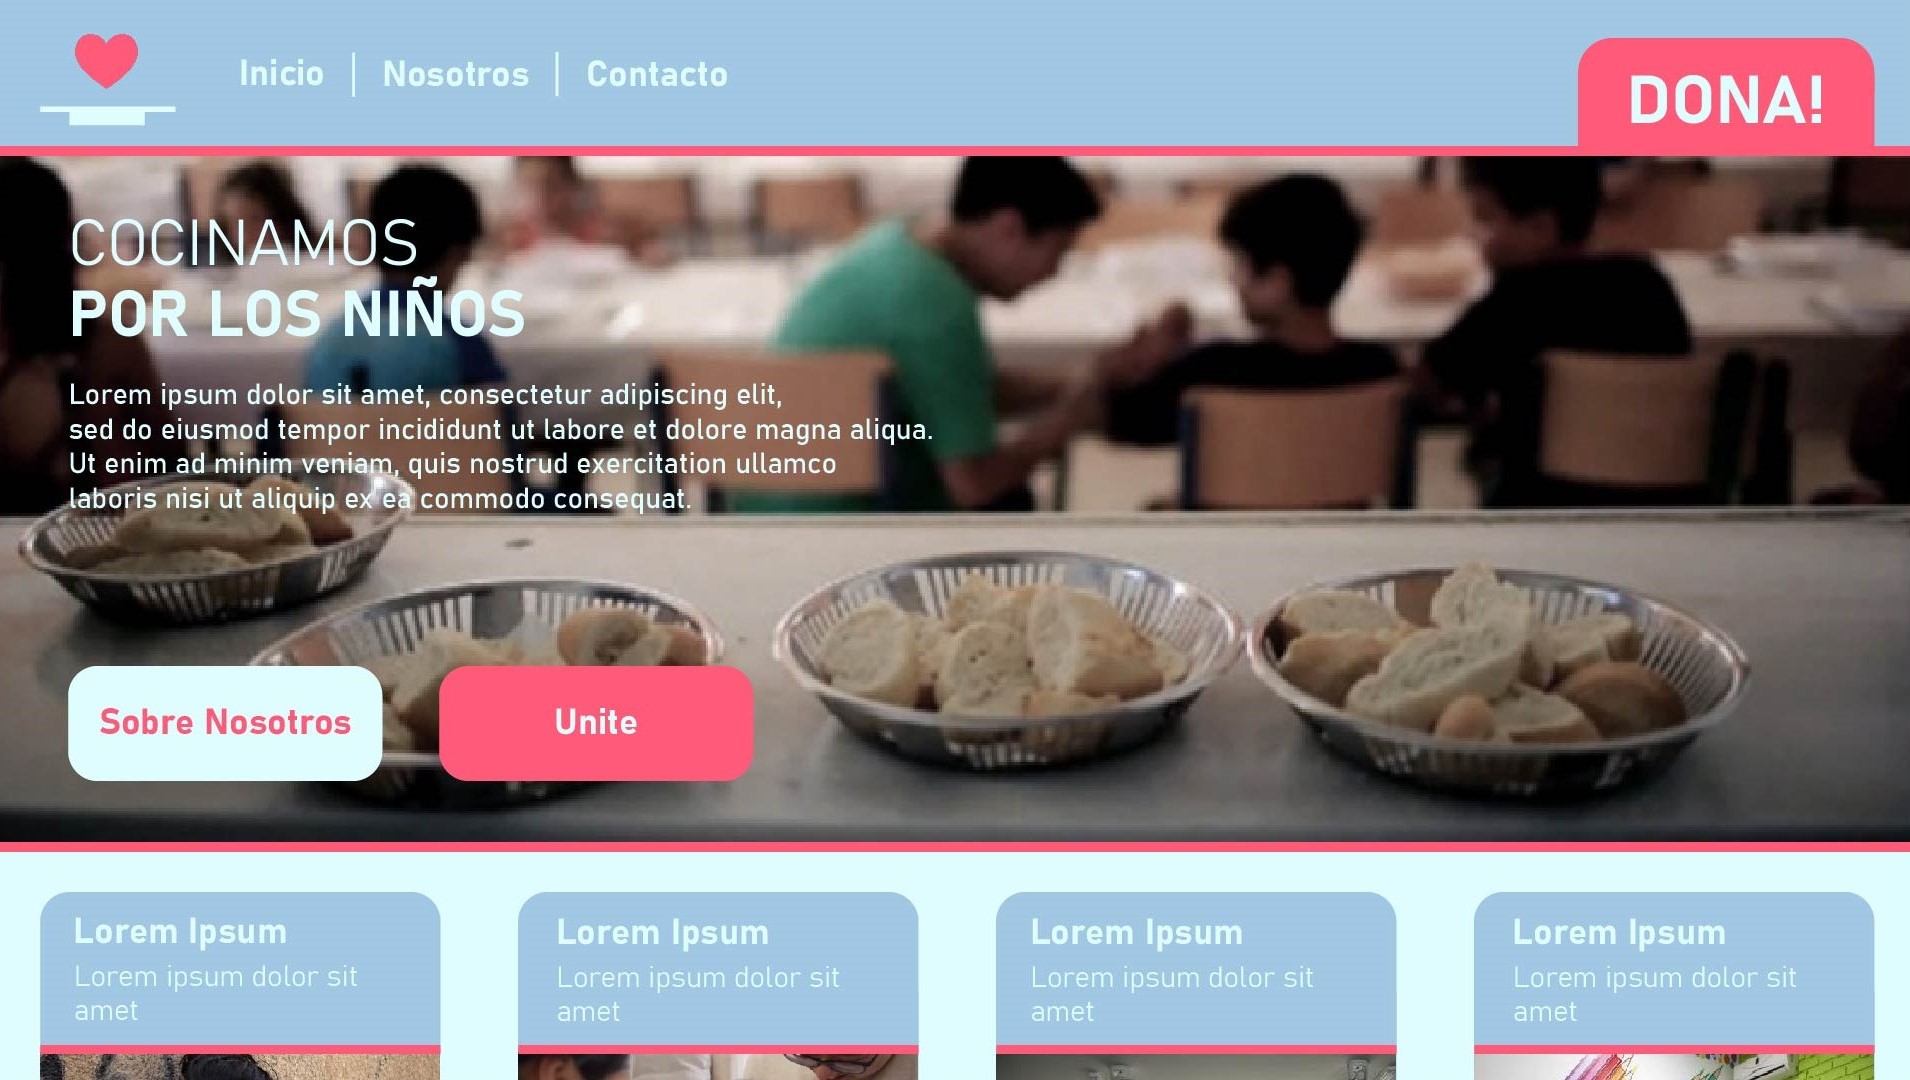 Inicio
Nosotros
Contacto
DONA!
COCINAMOS
POR LOS NIÑOS
Lorem ipsum dolor sit amet, consectetur adipiscing elit,
sed do eiusmod tempor incididunt ut labore et dolore magna aliqua.
Ut enim ad minim veniam, quis nostrud exercitation ullamco
laboris nisi ut aliquip ex ea commodo consequat.
Sobre Nosotros
Unite
Lorem Ipsum
Lorem ipsum dolor sit
amet
Lorem Ipsum
Lorem ipsum dolor sit
amet
Lorem Ipsum
Lorem ipsum dolor sit
amet
Lorem Ipsum
Lorem ipsum dolor sit
amet